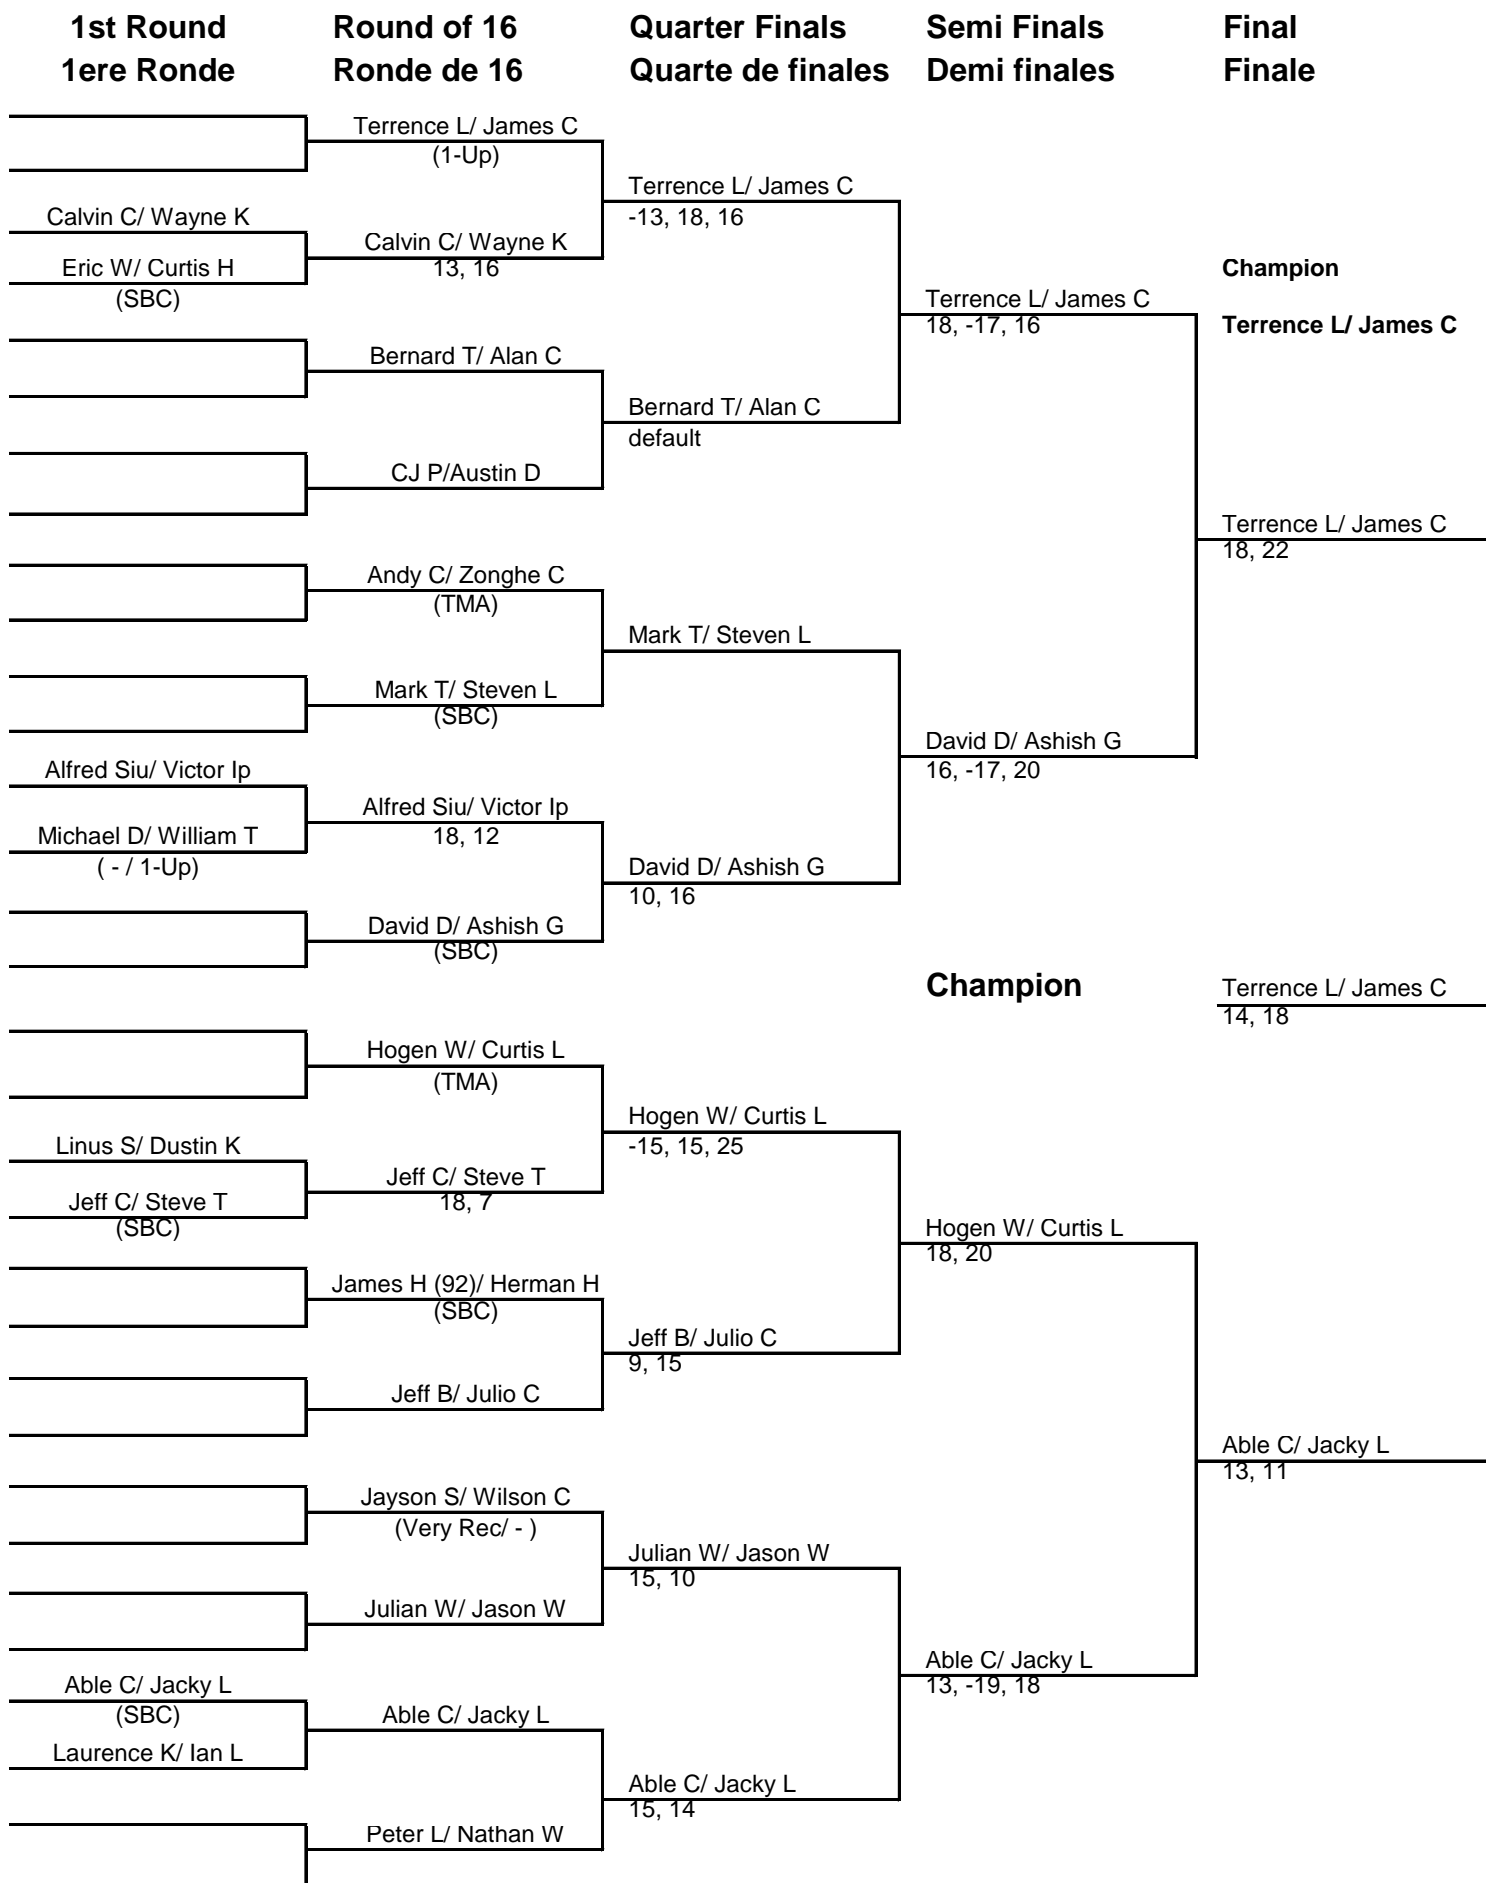 1st Round
1ere Ronde
Round of 16
Ronde de 16
Quarter Finals
Quarte de finales
Semi Finals
Demi finales
Final
Finale
Calvin C/ Wayne K
Eric W/ Curtis H
(SBC)
Alfred Siu/ Victor Ip
Michael D/ William T
( - / 1-Up)
Linus S/ Dustin K
Jeff C/ Steve T
(SBC)
Able C/ Jacky L
(SBC)
Laurence K/ Ian L
Terrence L/ James C
(1-Up)
Calvin C/ Wayne K
13, 16
Bernard T/ Alan C
CJ P/Austin D
Andy C/ Zonghe C
(TMA)
Mark T/ Steven L
(SBC)
Alfred Siu/ Victor Ip
18, 12
David D/ Ashish G
(SBC)
Hogen W/ Curtis L
(TMA)
Jeff C/ Steve T
18, 7
James H (92)/ Herman H
(SBC)
Jeff B/ Julio C
Jayson S/ Wilson C
(Very Rec/ - )
Julian W/ Jason W
Able C/ Jacky L
Peter L/ Nathan W
Terrence L/ James C
-13, 18, 16
Bernard T/ Alan C
default
Mark T/ Steven L
David D/ Ashish G
10, 16
Hogen W/ Curtis L
-15, 15, 25
Jeff B/ Julio C
9, 15
Julian W/ Jason W
15, 10
Able C/ Jacky L
15, 14
Terrence L/ James C
18, -17, 16
David D/ Ashish G
16, -17, 20
Champion
Hogen W/ Curtis L
18, 20
Able C/ Jacky L
13, -19, 18
Champion
Terrence L/ James C
Terrence L/ James C
18, 22
Terrence L/ James C
14, 18
Able C/ Jacky L
13, 11